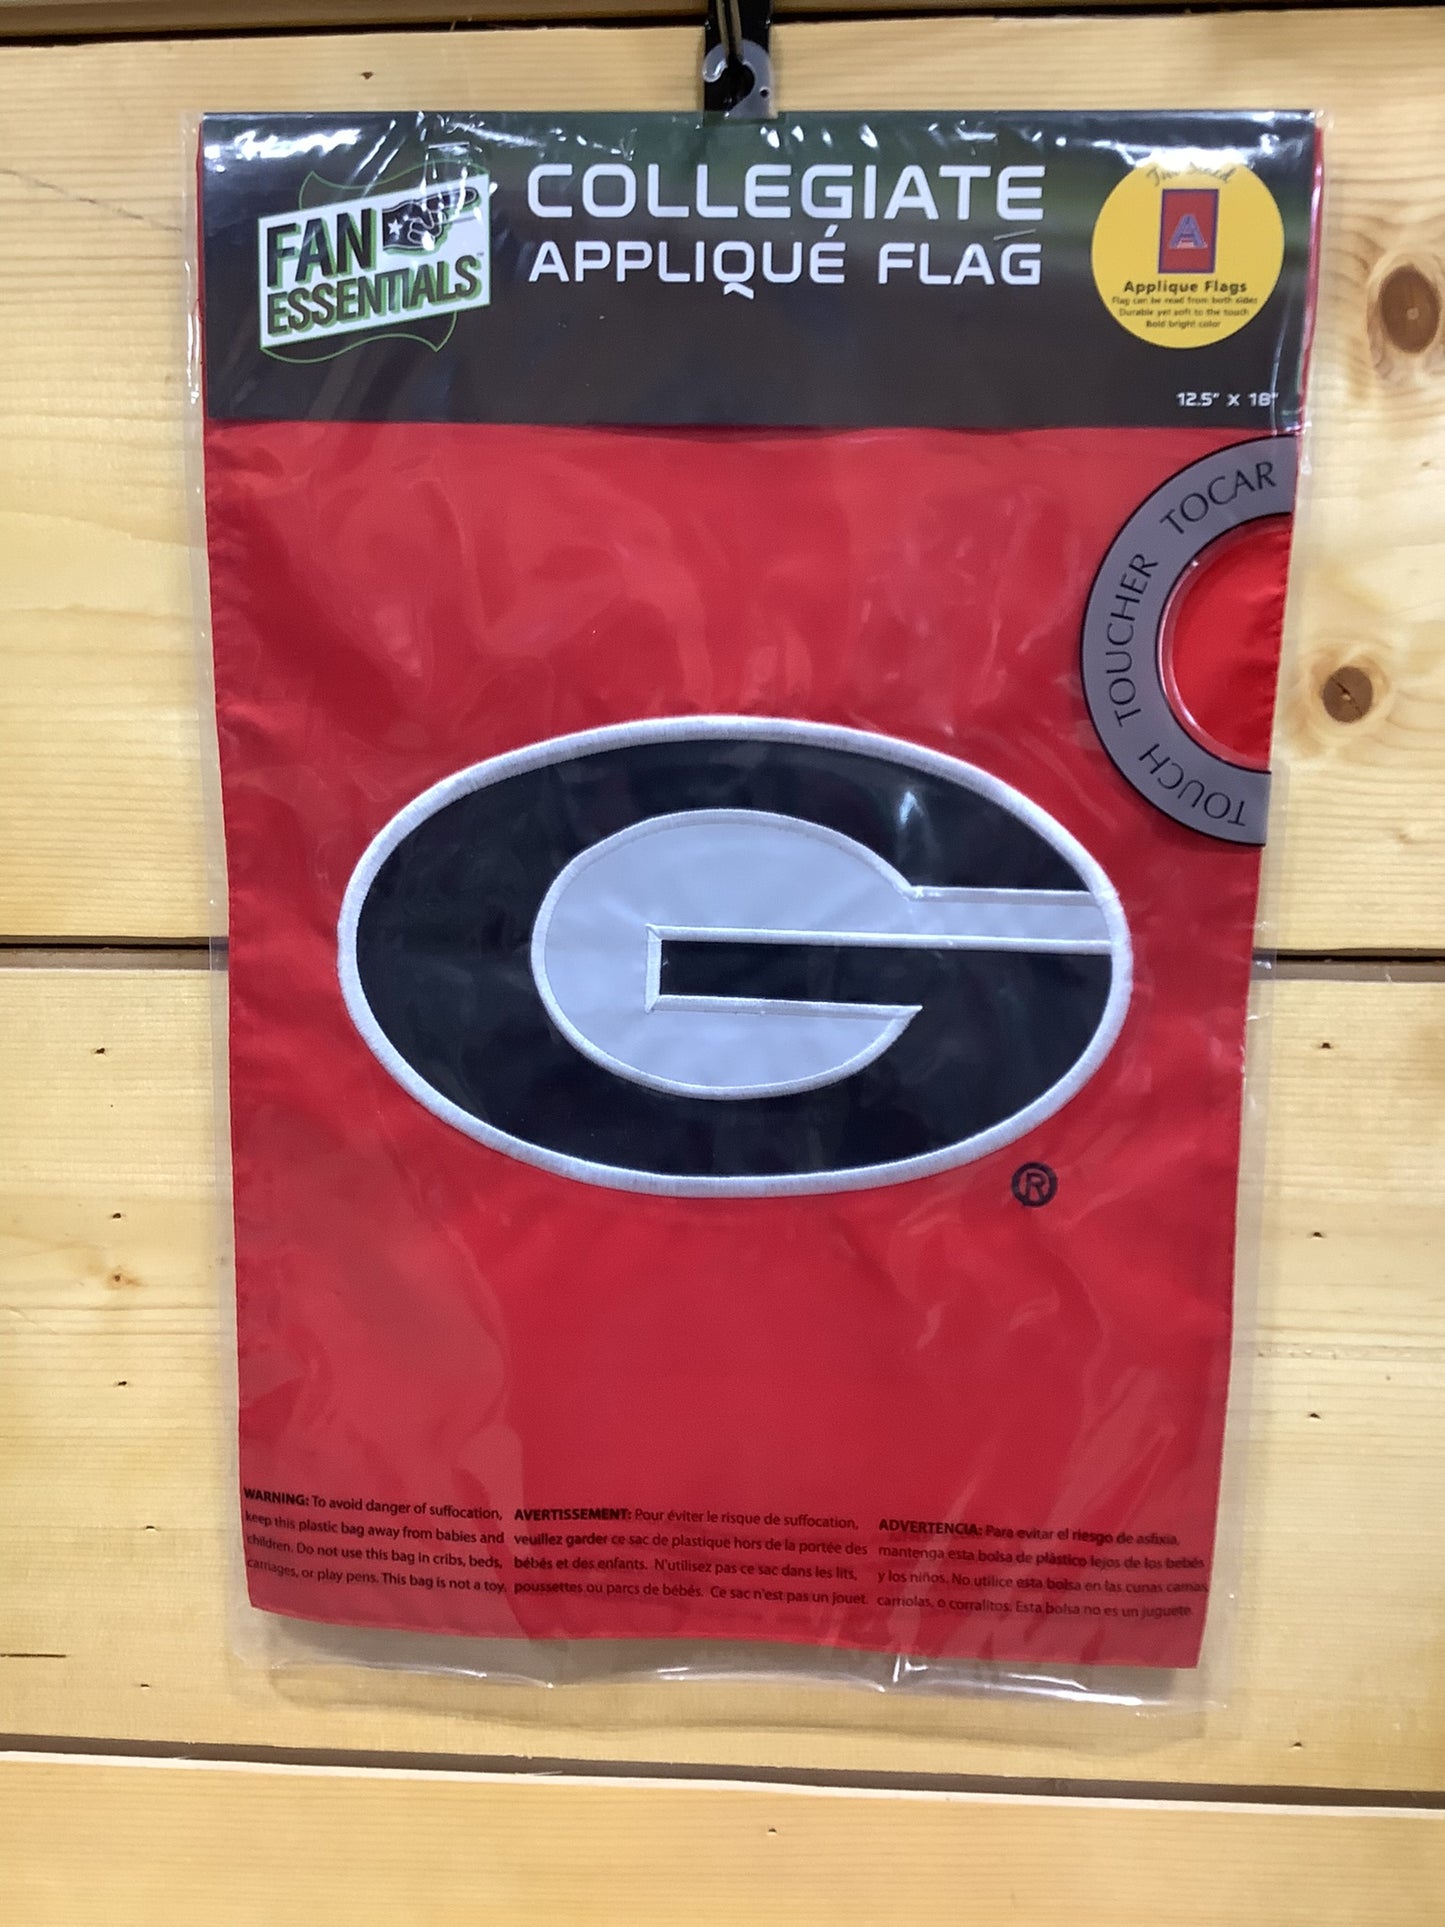 FAN
ESSENTIALS™
COLLEGIATE
APPLIQUÉ FLAG
Two Sided
A
Applique Flags
Flag can be read from both sides
Durable yet soft to the touch
Bold bright color
12.5" X 18"
TOUCH TOUCHER TOCAR
G
®
WARNING: To avoid danger of suffocation,
keep this plastic bag away from babies and
children. Do not use this bag in cribs, beds,
carriages, or play pens. This bag is not a toy.
AVERTISSEMENT: Pour éviter le risque de suffocation,
veuillez garder ce sac de plastique hors de la portée des
bébés et des enfants. N'utilisez pas ce sac dans les lits,
poussettes ou parcs de bébés. Ce sac n'est pas un jouet.
ADVERTENCIA: Para evitar el riesgo de asfixia,
mantenga esta bolsa de plástico lejos de los bebés
y los niños. No utilice esta bolsa en las cunas camas,
carriolas, o corralitos. Esta bolsa no es un juguete.